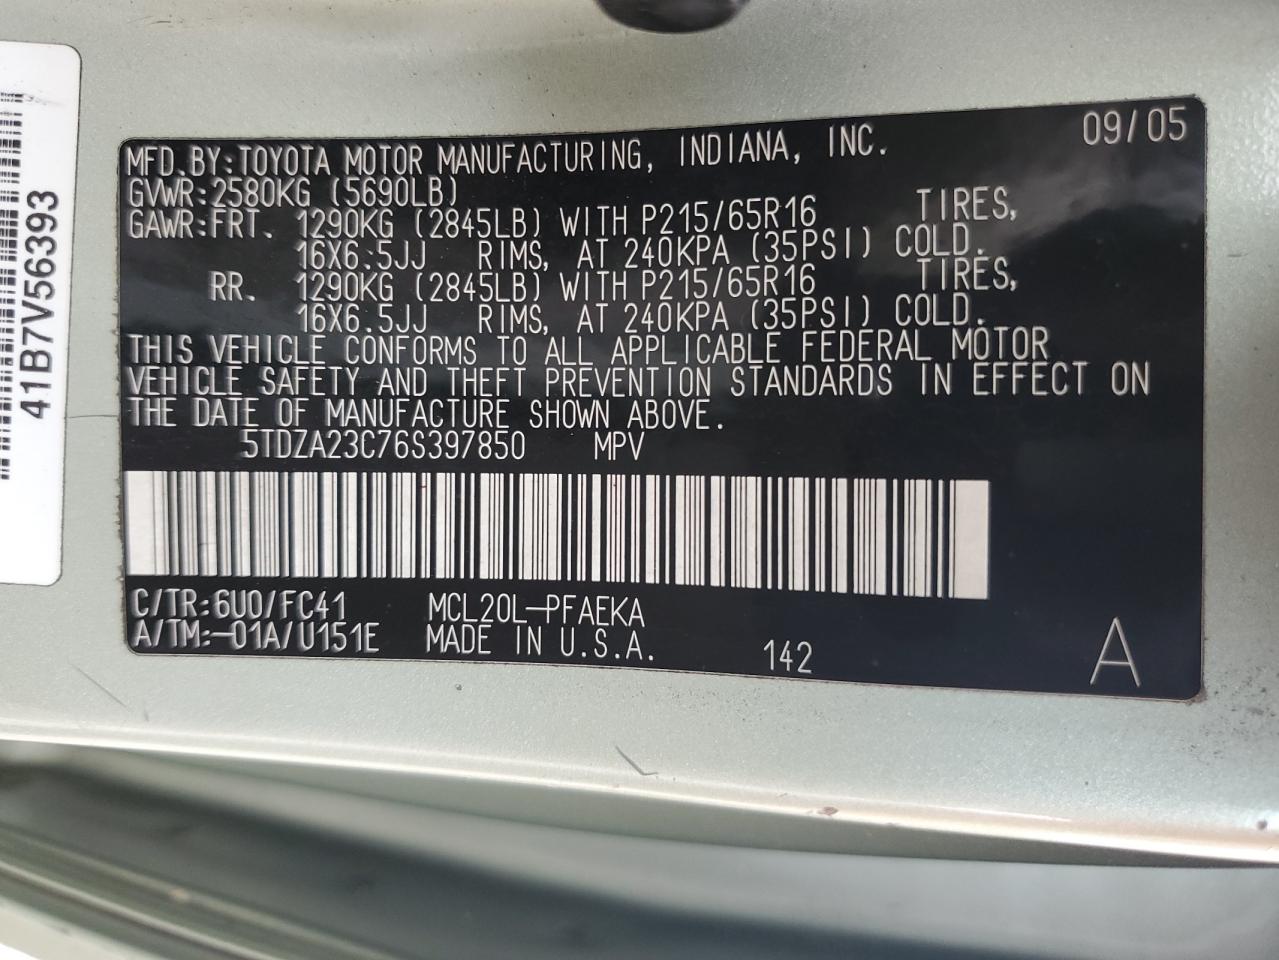 41B7V56393
09/05
MFD.BY:TOYOTA MOTOR MANUFACTURING, INDIANA, INC.
GVWR:2580KG (5690LB)
GAWR:FRT. 1290KG (2845LB) WITH P215/65R16 TIRES,
16X6.5JJ RIMS, AT 240KPA (35PSI) COLD.
RR. 1290KG (2845LB) WITH P215/65R16 TIRES,
16X6.5JJ RIMS, AT 240KPA (35PSI) COLD.
THIS VEHICLE CONFORMS TO ALL APPLICABLE FEDERAL MOTOR
VEHICLE SAFETY AND THEFT PREVENTION STANDARDS IN EFFECT ON
THE DATE OF MANUFACTURE SHOWN ABOVE.
5TDZA23C76S397850 MPV
C/TR:6U0/FC41 MCL20L-PFAEKA
A/TM:-01A/U151E MADE IN U.S.A. 142 A